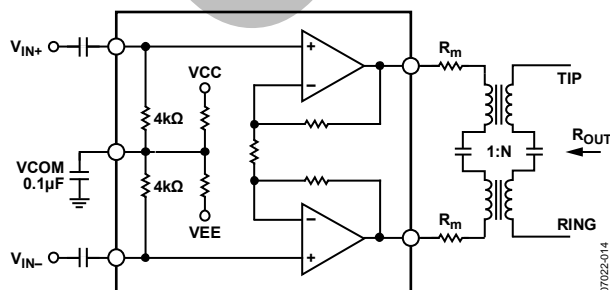 VIN+
VCC
4kΩ
VCOM
0.1µF
4kΩ
VEE
VIN–
+
–
–
+
Rm
TIP
1:N
ROUT
Rm
RING
07022-014